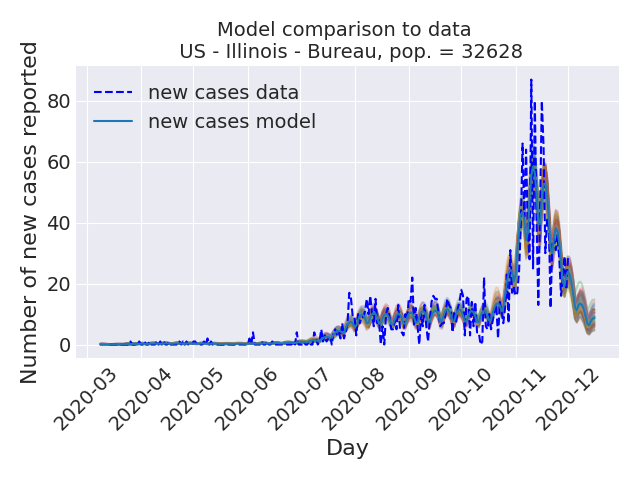 Model comparison to data
US - Illinois - Bureau, pop. = 32628
Number of new cases reported
80
60
40
20
0
new cases data
new cases model
2020-03
2020-04
2020-05
2020-06
2020-07
2020-08
2020-09
2020-10
2020-11
2020-12
Day